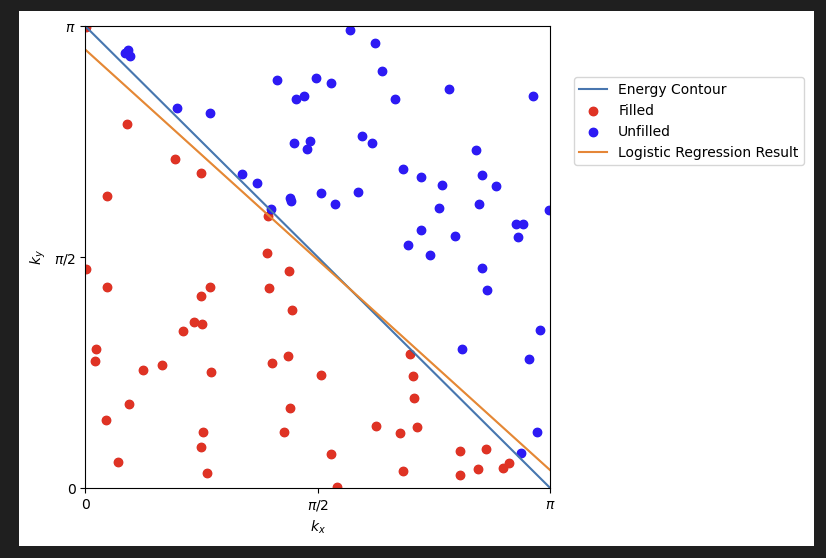 π
π/2
0
k_y
0
π/2
π
k_x
Energy Contour
Filled
Unfilled
Logistic Regression Result